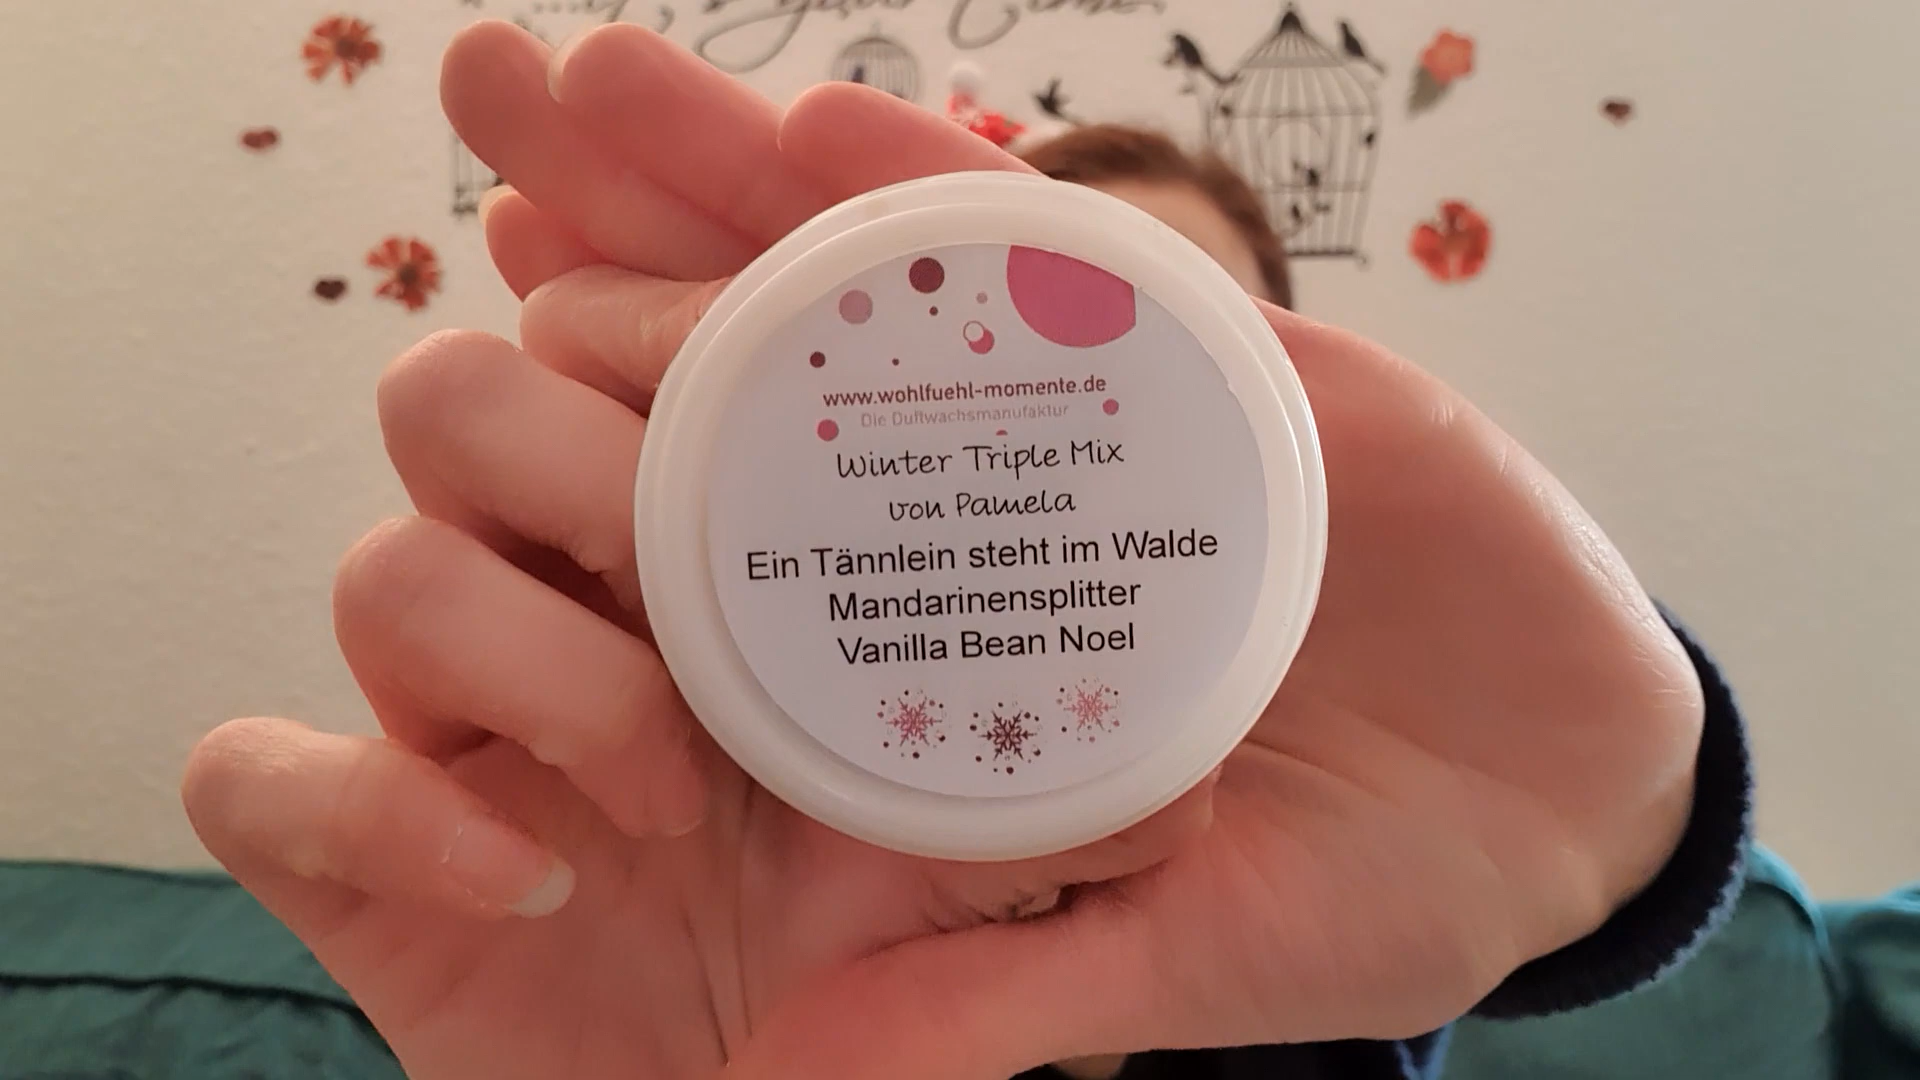 www.wohlfuehl-momente.de
Die Duftwachsmanufaktur
Winter Triple Mix
von Pamela
Ein Tännlein steht im Walde
Mandarinensplitter
Vanilla Bean Noel